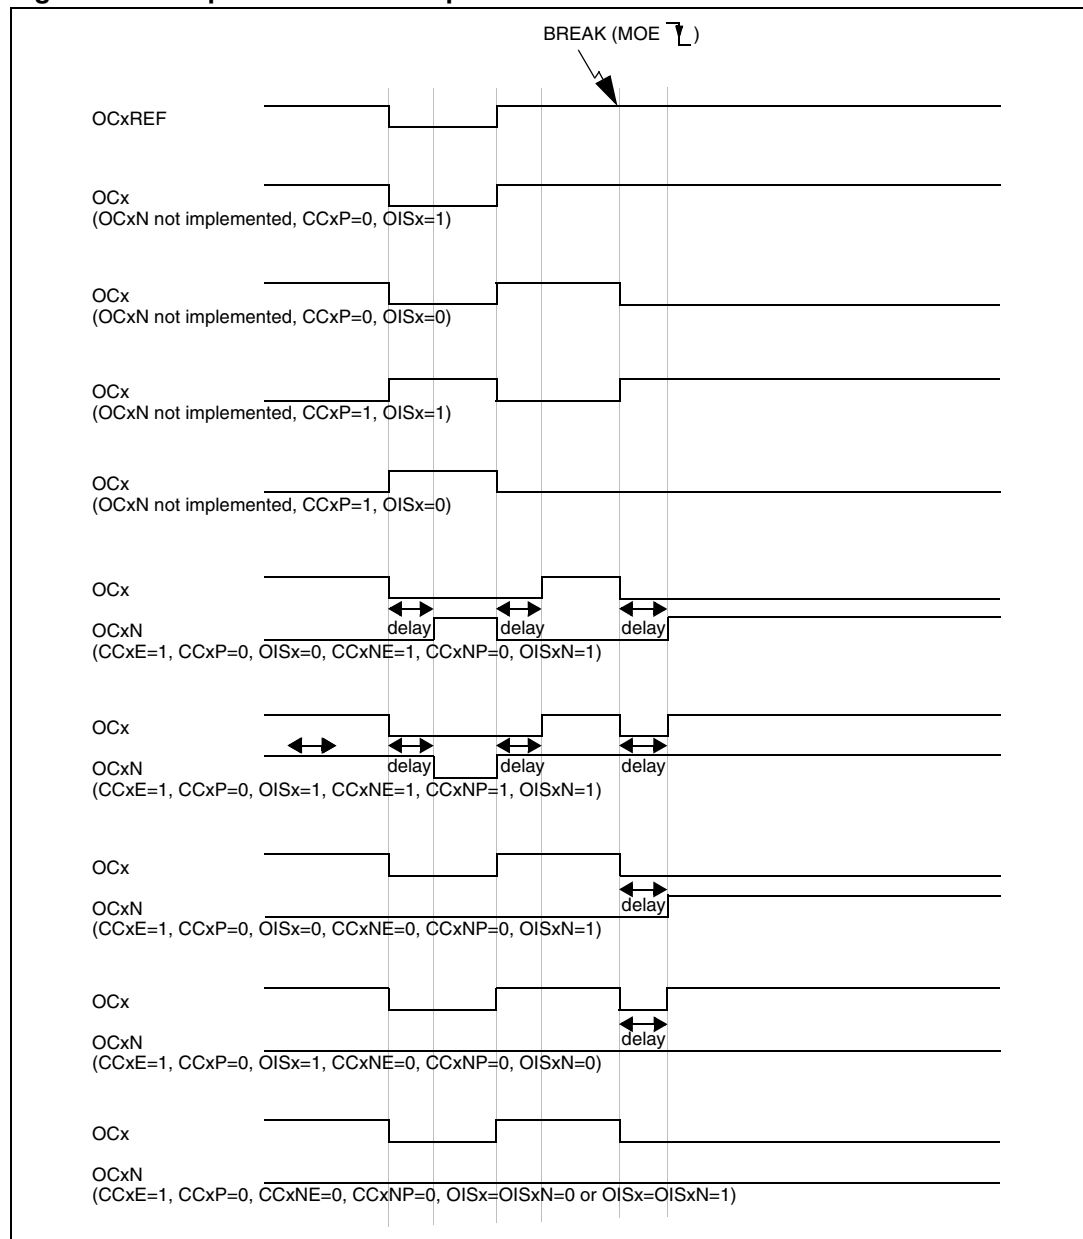 BREAK (MOE )
OCxREF
OCx
(OCxN not implemented, CCxP=0, OISx=1)
OCx
(OCxN not implemented, CCxP=0, OISx=0)
OCx
(OCxN not implemented, CCxP=1, OISx=1)
OCx
(OCxN not implemented, CCxP=1, OISx=0)
OCx
delay delay delay
OCxN
(CCxE=1, CCxP=0, OISx=0, CCxNE=1, CCxNP=0, OISxN=1)
OCx
delay delay delay
OCxN
(CCxE=1, CCxP=0, OISx=1, CCxNE=1, CCxNP=1, OISxN=1)
OCx
delay
OCxN
(CCxE=1, CCxP=0, OISx=0, CCxNE=0, CCxNP=0, OISxN=1)
OCx
delay
OCxN
(CCxE=1, CCxP=0, OISx=1, CCxNE=0, CCxNP=0, OISxN=0)
OCx
OCxN
(CCxE=1, CCxP=0, CCxNE=0, CCxNP=0, OISx=OISxN=0 or OISx=OISxN=1)